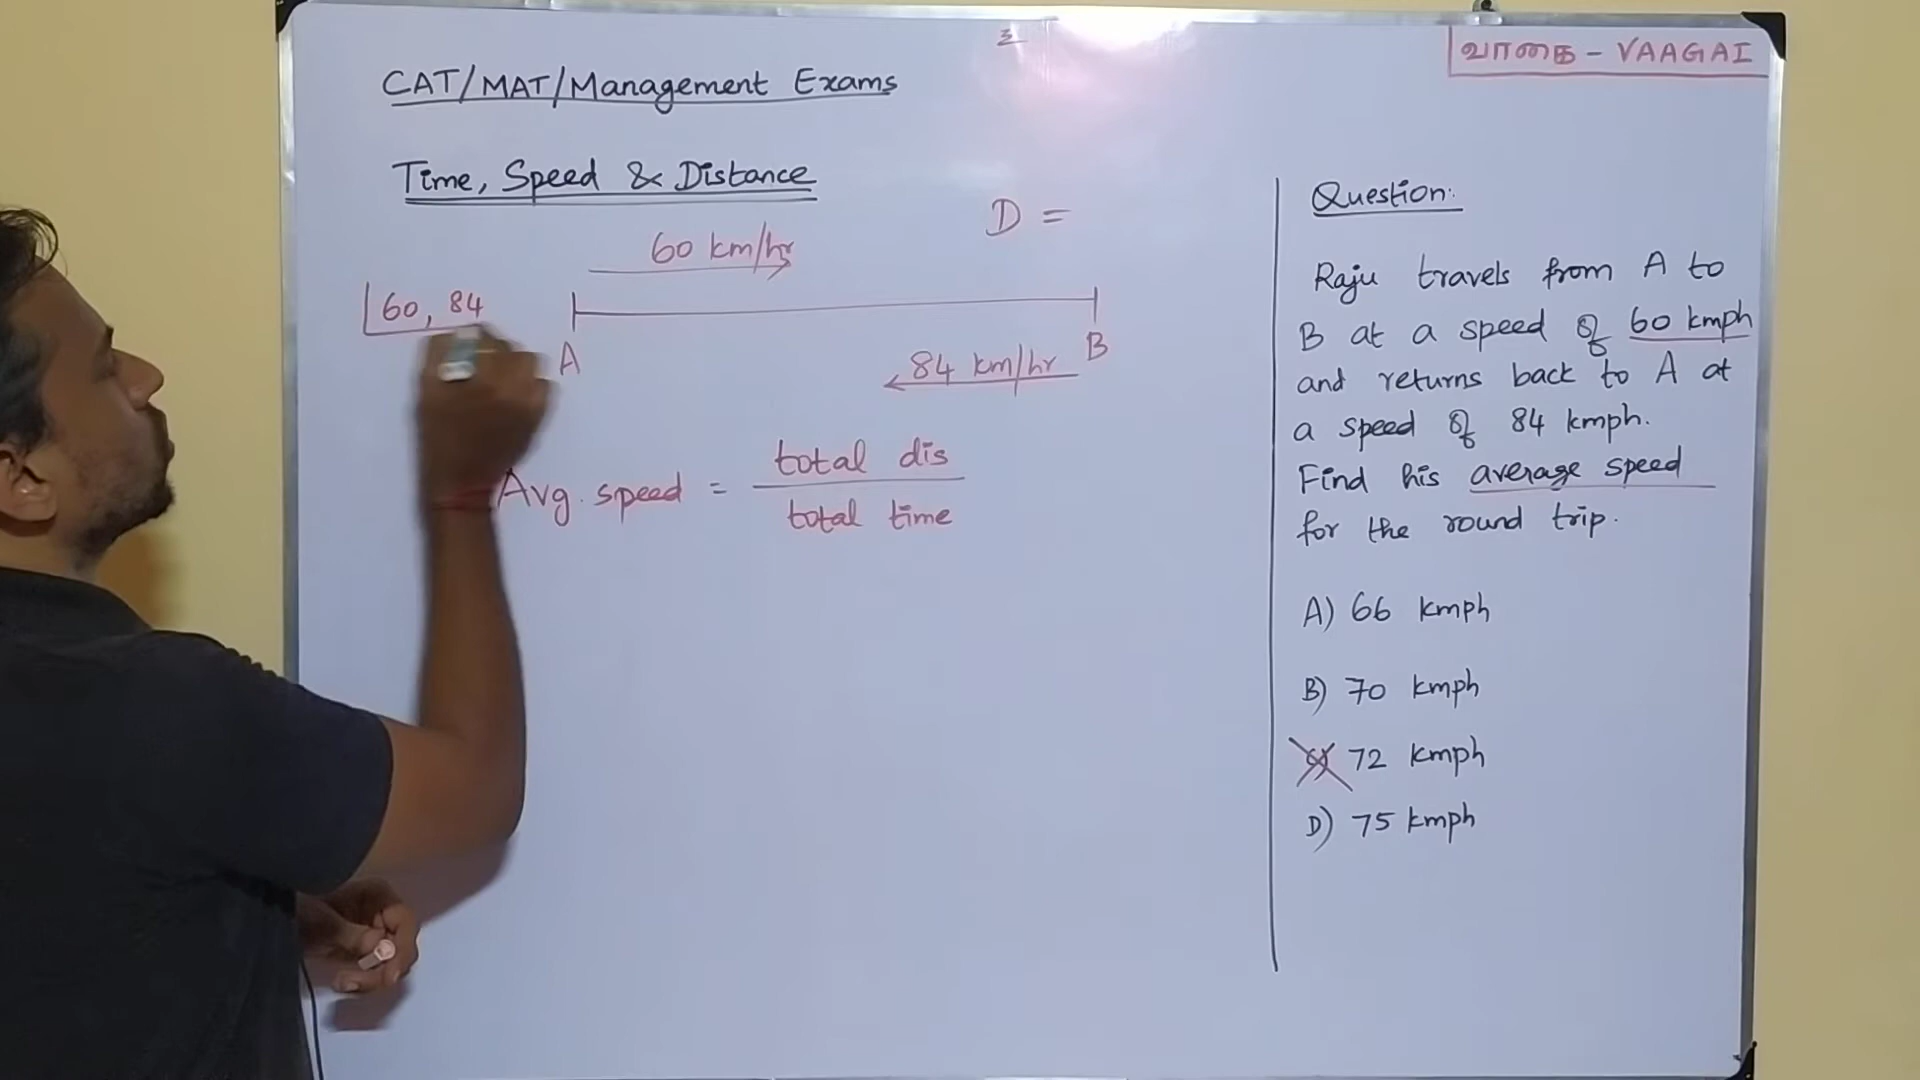 வாகை - VAAGAI
CAT/MAT/Management Exams
Time, Speed & Distance
D =
60 km/hr
60, 84
A
B
84 km/hr
Avg. speed = total dis
total time
Question:
Raju travels from A to
B at a speed of 60 kmph
and returns back to A at
a speed of 84 kmph.
Find his average speed
for the round trip.
A) 66 kmph
B) 70 kmph
C) 72 kmph
D) 75 kmph